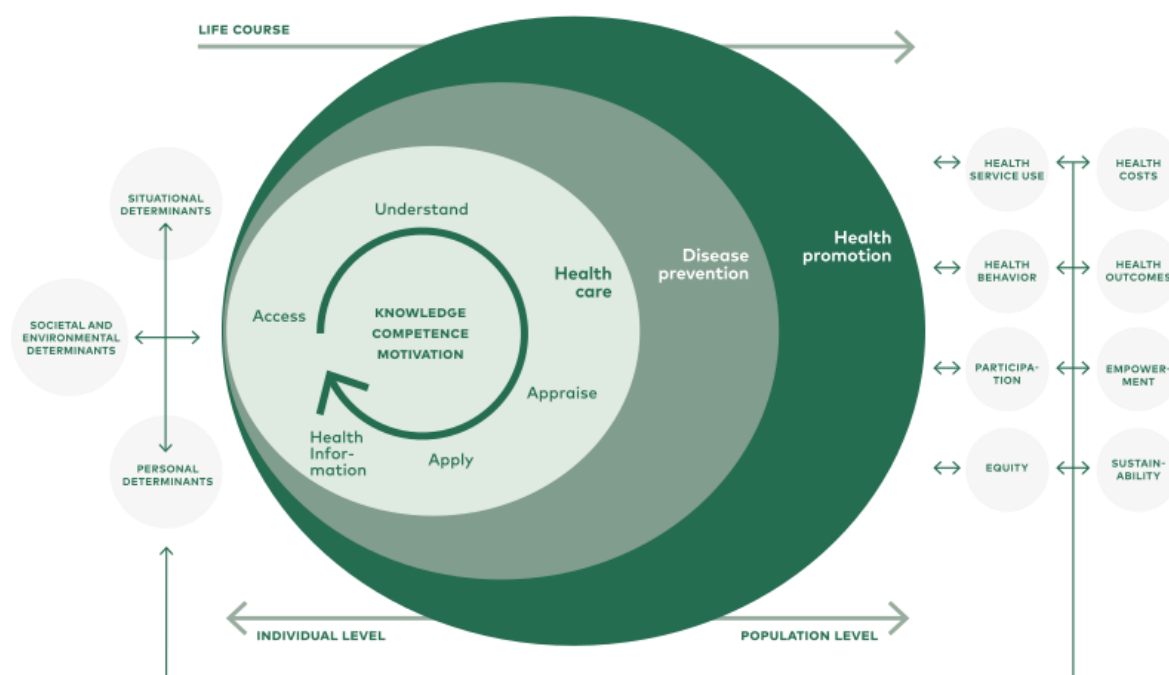 LIFE COURSE
SITUATIONAL
DETERMINANTS
SOCIETAL AND
ENVIRONMENTAL
DETERMINANTS
PERSONAL
DETERMINANTS
Understand
Access
KNOWLEDGE
COMPETENCE
MOTIVATION
Appraise
Apply
Health
Infor-
mation
Health
care
Disease
prevention
Health
promotion
HEALTH
SERVICE USE
HEALTH
COSTS
HEALTH
BEHAVIOR
HEALTH
OUTCOMES
PARTICIPA-
TION
EMPOWER-
MENT
EQUITY
SUSTAIN-
ABILITY
INDIVIDUAL LEVEL
POPULATION LEVEL